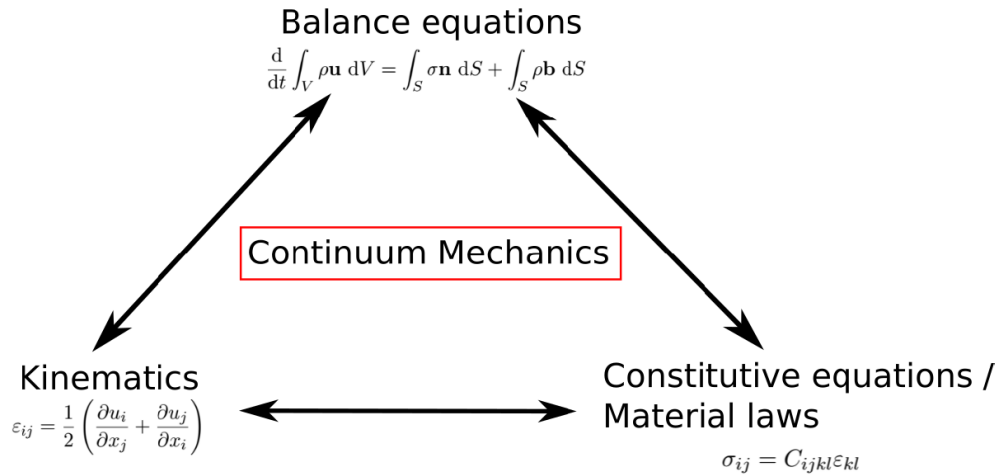 Balance equations
d/dt ∫_V ρu dV = ∫_S σn dS + ∫_S ρb dS
Continuum Mechanics
Kinematics
ε_ij = 1/2 (∂u_i/∂x_j + ∂u_j/∂x_i)
Constitutive equations /
Material laws
σ_ij = C_ijkl ε_kl